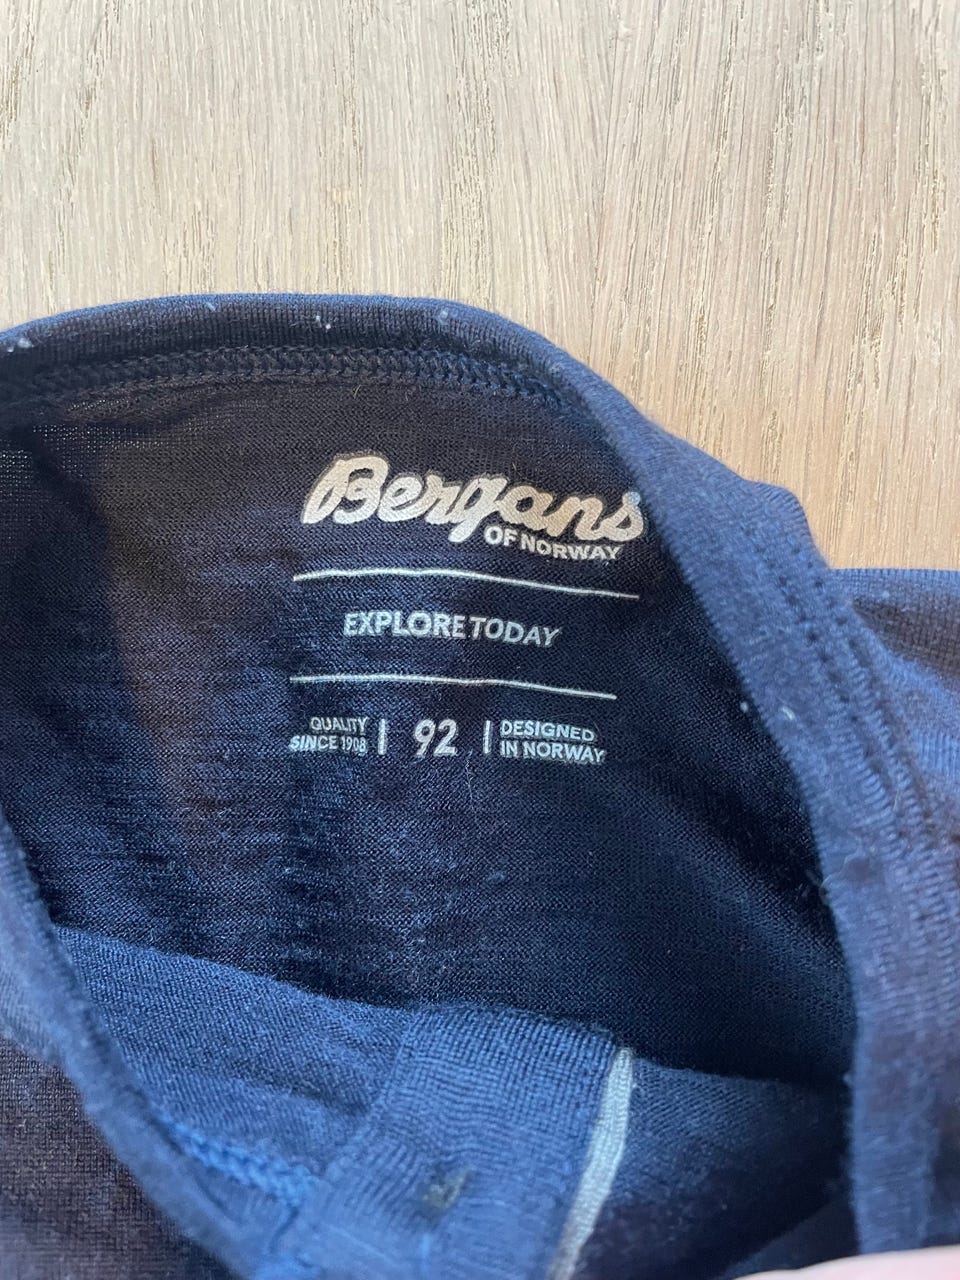 Bergans
OF NORWAY
EXPLORE TODAY
QUALITY
SINCE 1908
| 92 |
DESIGNED
IN NORWAY